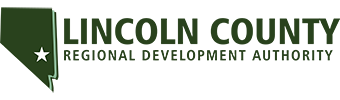 LINCOLN COUNTY
REGIONAL DEVELOPMENT AUTHORITY